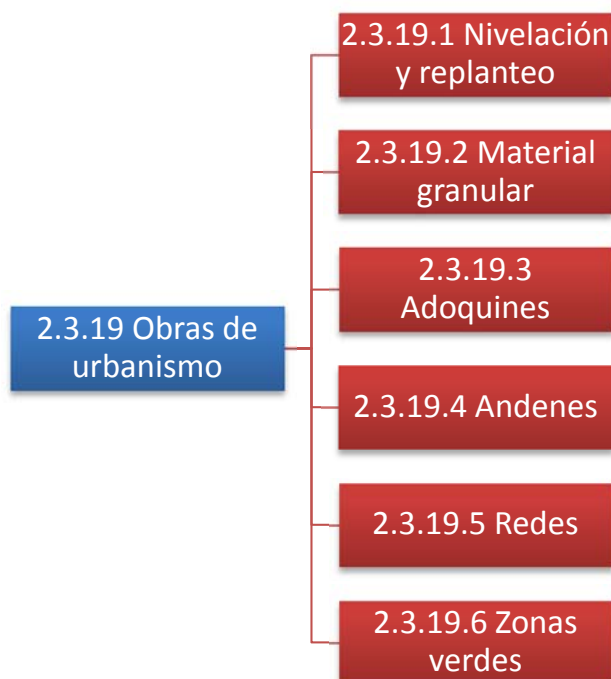 2.3.19.1 Nivelación
y replanteo
2.3.19.2 Material
granular
2.3.19.3
Adoquines
2.3.19 Obras de
urbanismo
2.3.19.4 Andenes
2.3.19.5 Redes
2.3.19.6 Zonas
verdes